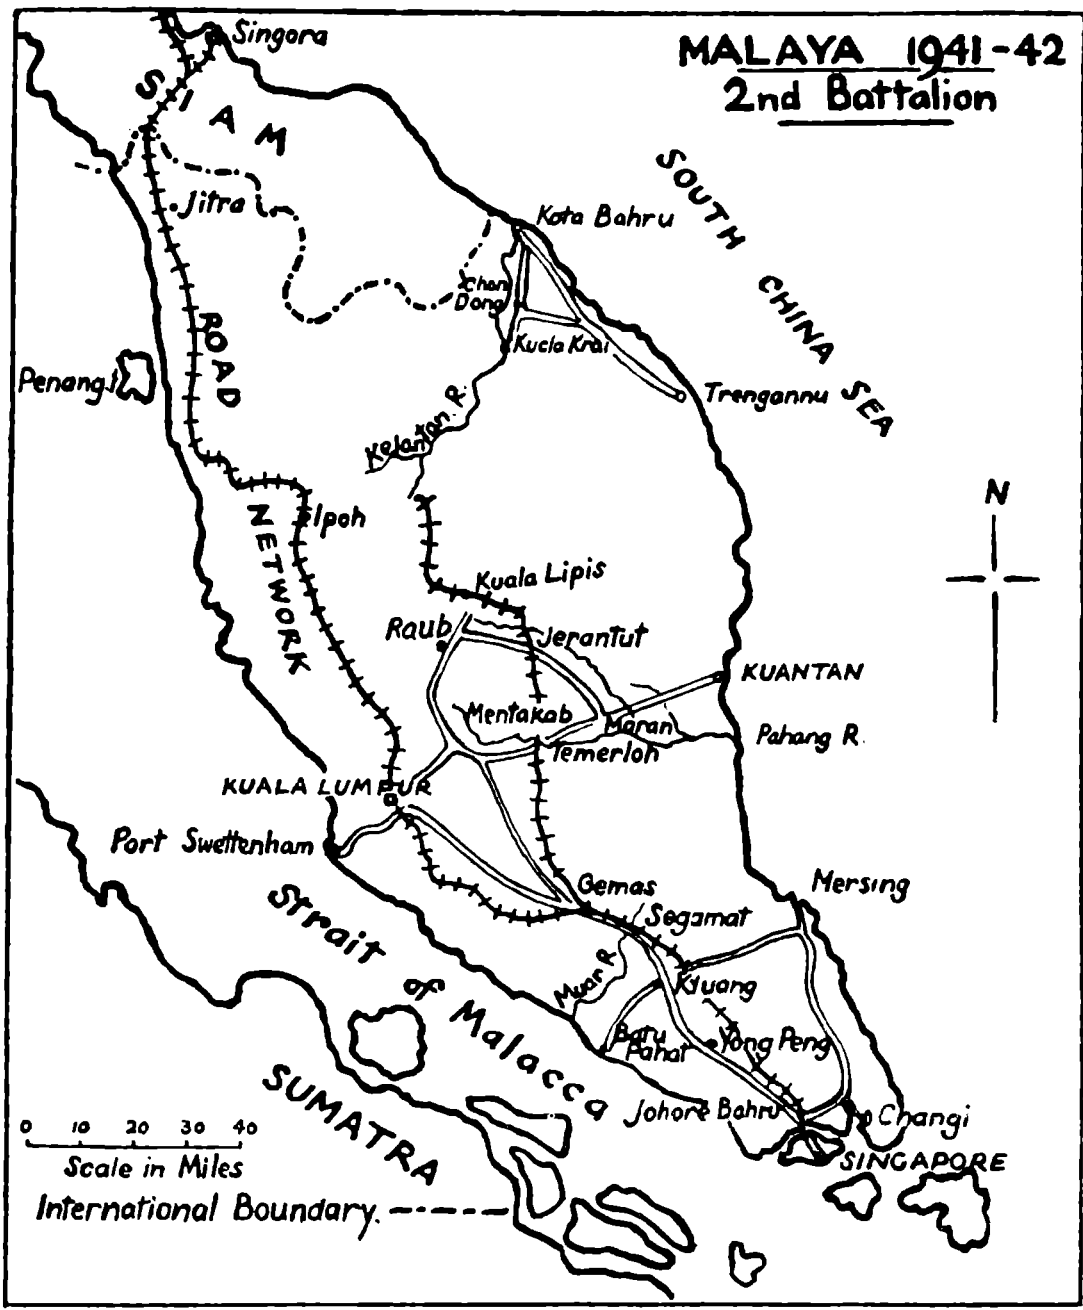 MALAYA 1941-42
2nd Battalion
Singora
SIAM
SOUTH CHINA SEA
Jitra
Kota Bahru
Chon
Dong
Kucla Krai
ROAD
Penang
Trengannu
Kelantan. R.
N
Ipoh
NETWORK
Kuala Lipis
Raub
Jerantut
KUANTAN
Mentakab
Maran
Pahang R.
Temerloh
KUALA LUMPUR
Port Swettenham
Gemas
Mersing
Strait of Malacca
Segamat
Muar R.
Kluang
Batu
Pahat
Yong Peng
SUMATRA
Johore Bahru
Changi
0 10 20 30 40
Scale in Miles
SINGAPORE
International Boundary.